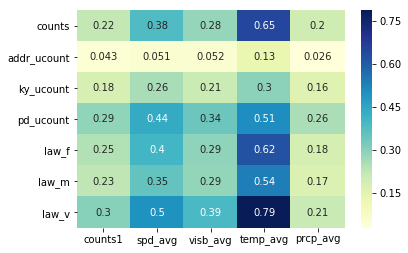 counts 0.22 0.38 0.28 0.65 0.2
addr_ucount 0.043 0.051 0.052 0.13 0.026
ky_ucount 0.18 0.26 0.21 0.3 0.16
pd_ucount 0.29 0.44 0.34 0.51 0.26
law_f 0.25 0.4 0.29 0.62 0.18
law_m 0.23 0.35 0.29 0.54 0.17
law_v 0.3 0.5 0.39 0.79 0.21
counts1 spd_avg visb_avg temp_avg prcp_avg
0.75
0.60
0.45
0.30
0.15